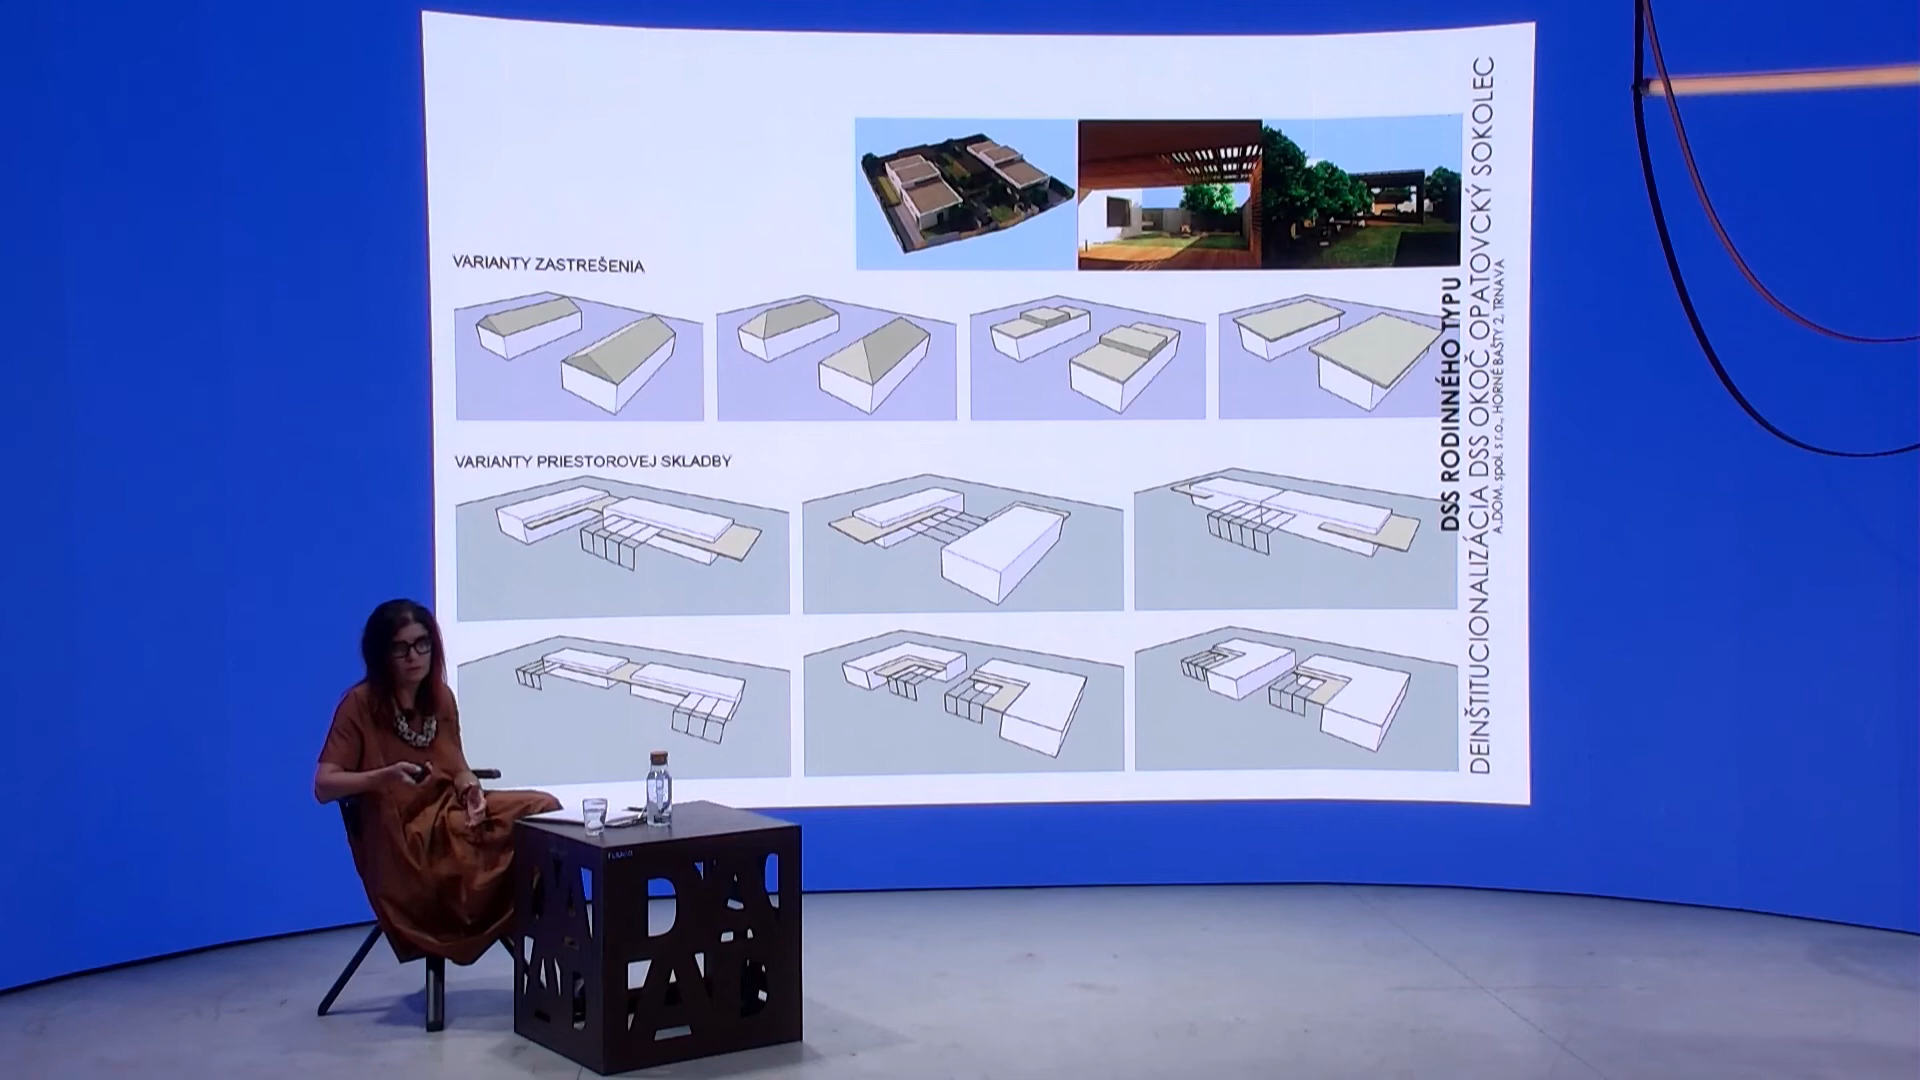 VARIANTY ZASTREŠENIA
VARIANTY PRIESTOROVEJ SKLADBY
DSS RODINNÉHO TYPU
DEINŠTITUCIONALIZÁCIA DSS OKOČ OPATOVCKÝ SOKOLEC
A.DOM, spol. s r.o., HORNÉ BAŠTY 2, TRNAVA